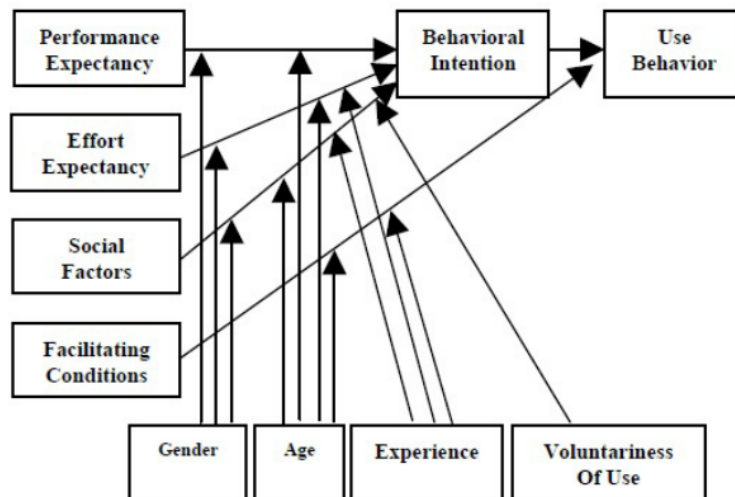 Performance
Expectancy
Behavioral
Intention
Use
Behavior
Effort
Expectancy
Social
Factors
Facilitating
Conditions
Gender
Age
Experience
Voluntariness
Of Use